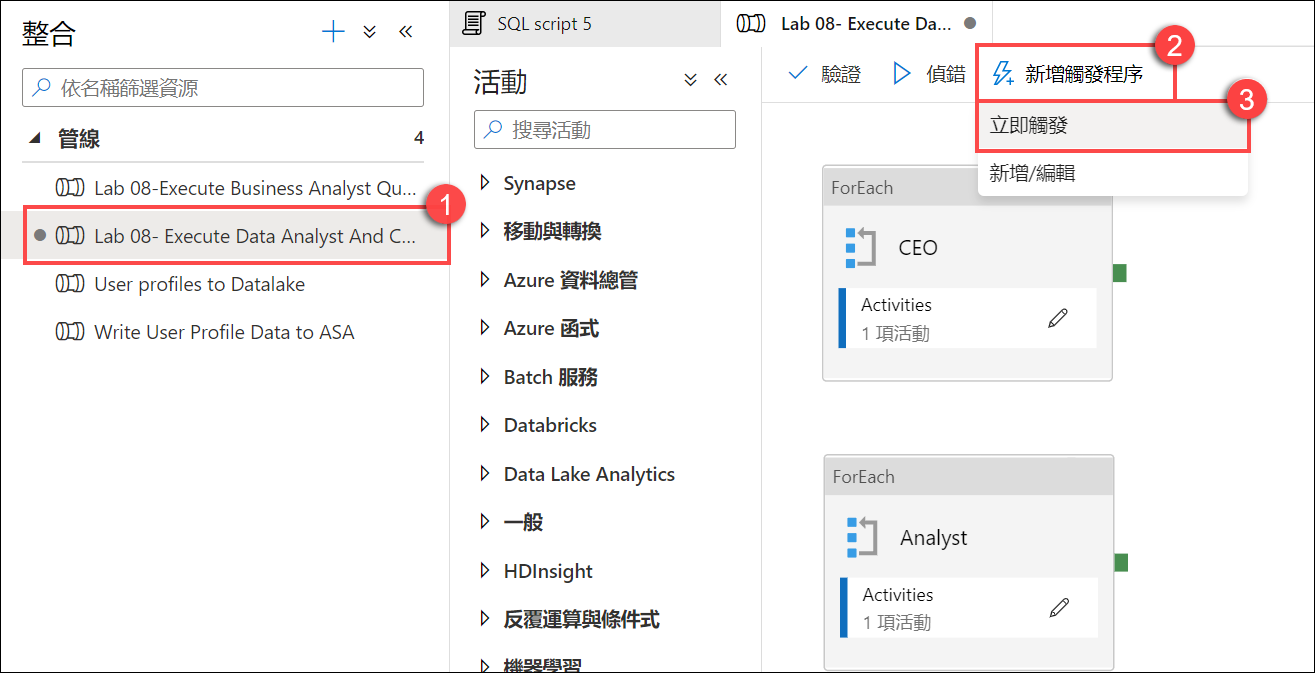 整合
依名稱篩選資源
管線 4
Lab 08-Execute Business Analyst Qu...
1
Lab 08- Execute Data Analyst And C...
User profiles to Datalake
Write User Profile Data to ASA
SQL script 5
Lab 08- Execute Da...
活動
搜尋活動
Synapse
移動與轉換
Azure 資料總管
Azure 函式
Batch 服務
Databricks
Data Lake Analytics
一般
HDInsight
反覆運算與條件式
機器學習
驗證 偵錯 新增觸發程序
2
3
立即觸發
新增/編輯
ForEach
CEO
Activities
1 項活動
ForEach
Analyst
Activities
1 項活動